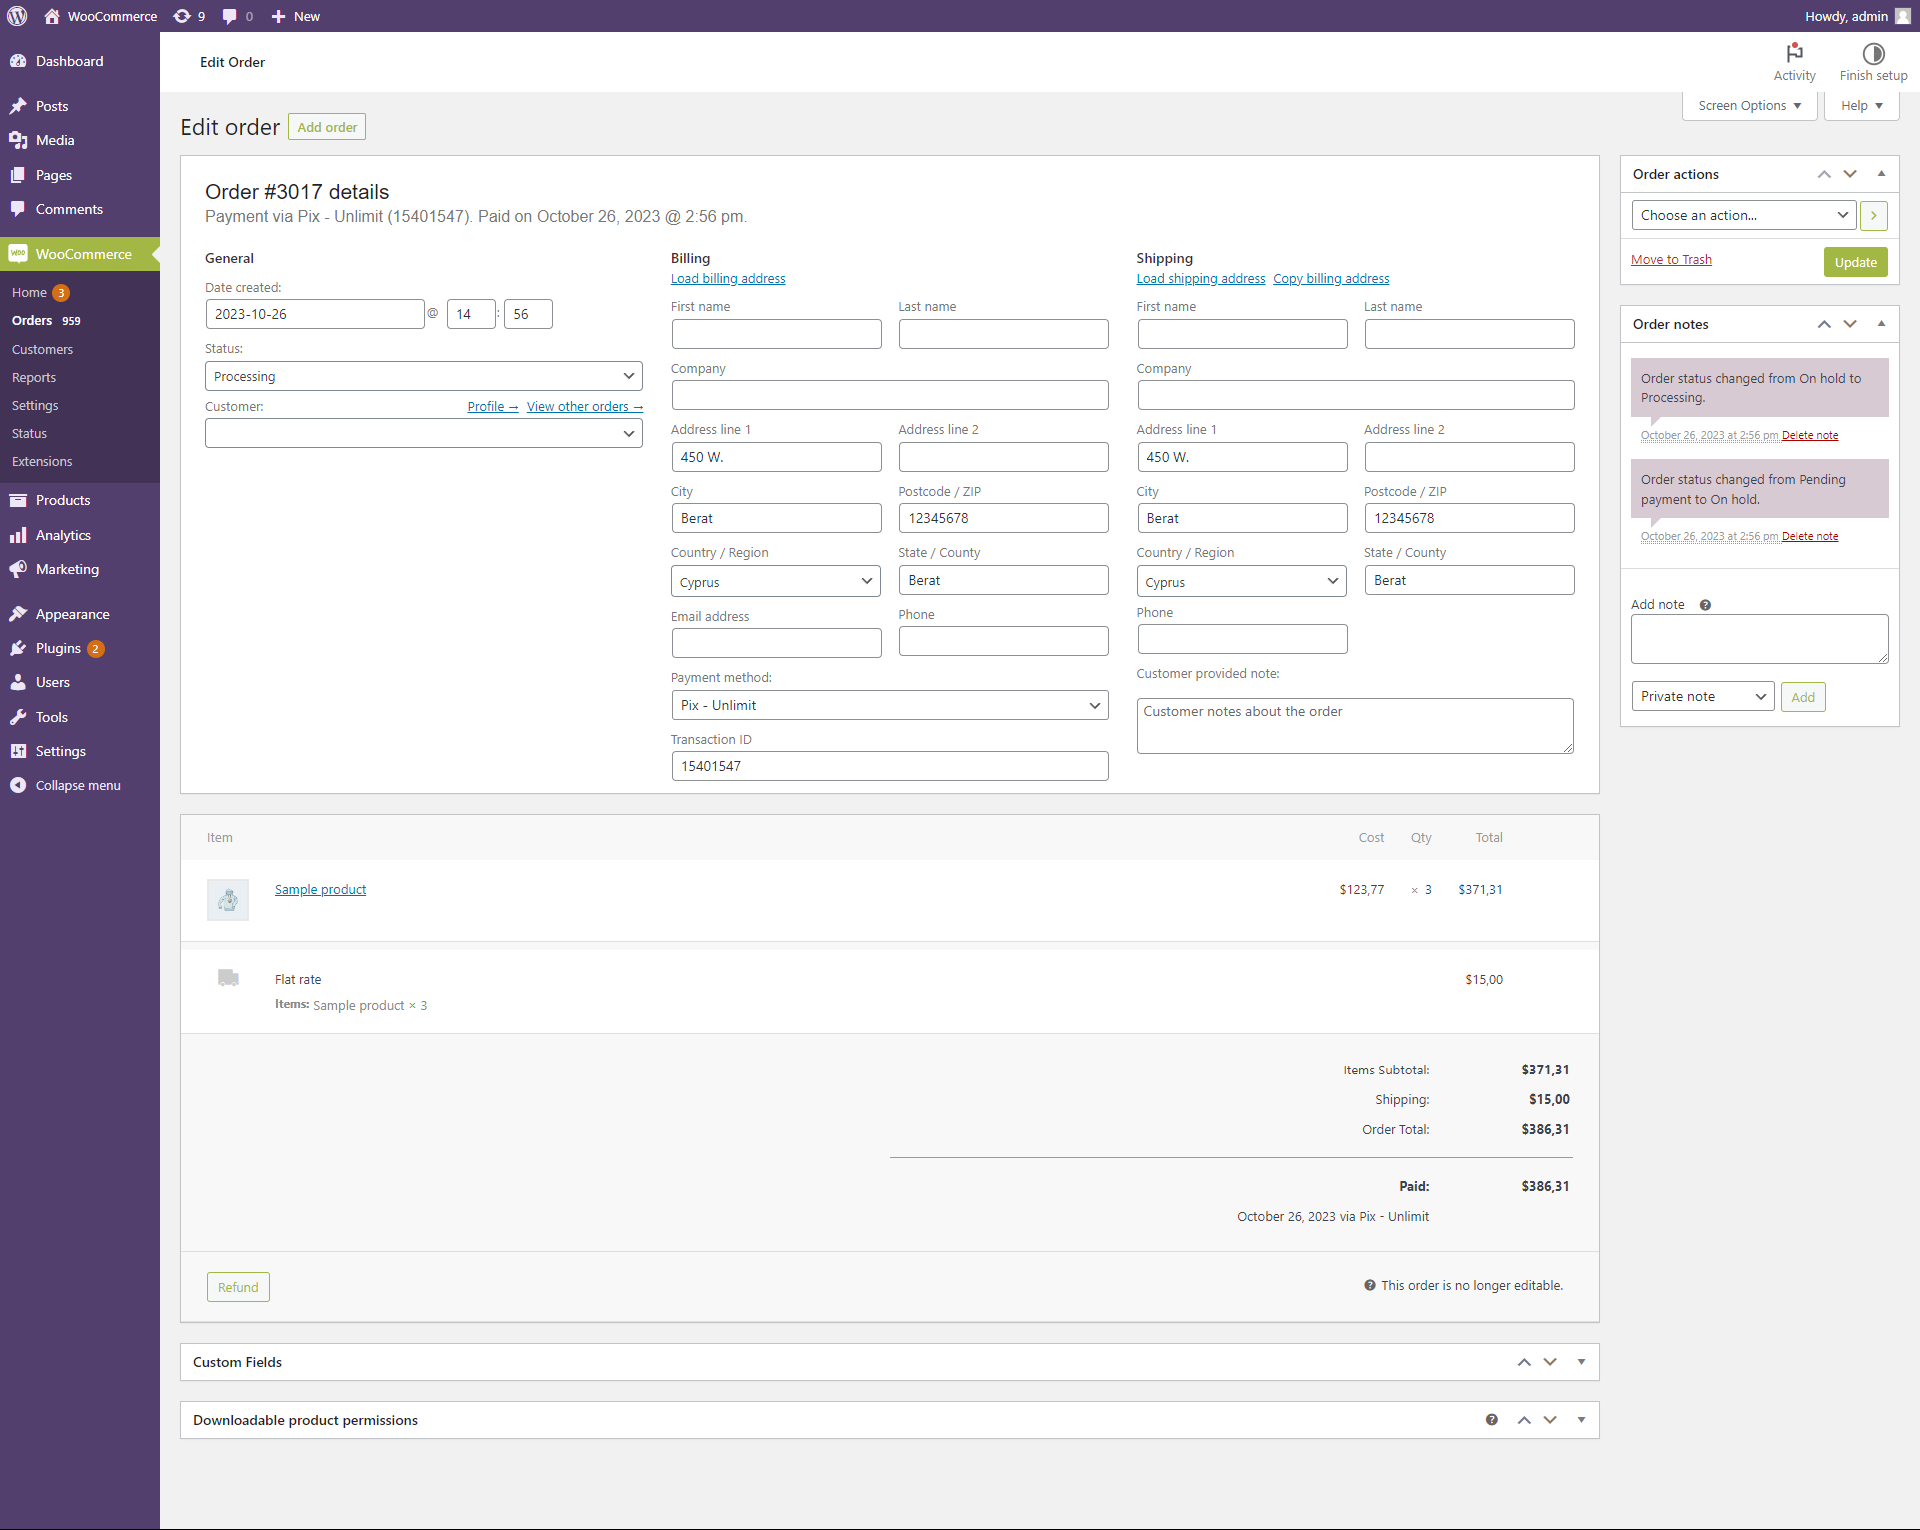 WooCommerce 9 0 New Howdy, admin
Dashboard
Posts
Media
Pages
Comments
WooCommerce
Home 3
Orders 959
Customers
Reports
Settings
Status
Extensions
Products
Analytics
Marketing
Appearance
Plugins 2
Users
Tools
Settings
Collapse menu
Edit Order
Activity
Finish setup
Screen Options
Help
Edit order Add order
Order #3017 details
Payment via Pix - Unlimit (15401547). Paid on October 26, 2023 @ 2:56 pm.
General
Date created:
2023-10-26 @ 14 : 56
Status:
Processing
Customer: Profile → View other orders →
Billing
Load billing address
First name Last name
Company
Address line 1 Address line 2
450 W.
City Postcode / ZIP
Berat 12345678
Country / Region State / County
Cyprus Berat
Email address Phone
Payment method:
Pix - Unlimit
Transaction ID
15401547
Shipping
Load shipping address Copy billing address
First name Last name
Company
Address line 1 Address line 2
450 W.
City Postcode / ZIP
Berat 12345678
Country / Region State / County
Cyprus Berat
Phone
Customer provided note:
Customer notes about the order
Item Cost Qty Total
Sample product $123,77 × 3 $371,31
Flat rate $15,00
Items: Sample product × 3
Items Subtotal: $371,31
Shipping: $15,00
Order Total: $386,31
Paid: $386,31
October 26, 2023 via Pix - Unlimit
Refund ? This order is no longer editable.
Custom Fields
Downloadable product permissions ?
Order actions
Choose an action...
Move to Trash Update
Order notes
Order status changed from On hold to
Processing.
October 26, 2023 at 2:56 pm Delete note
Order status changed from Pending
payment to On hold.
October 26, 2023 at 2:56 pm Delete note
Add note ?
Private note Add